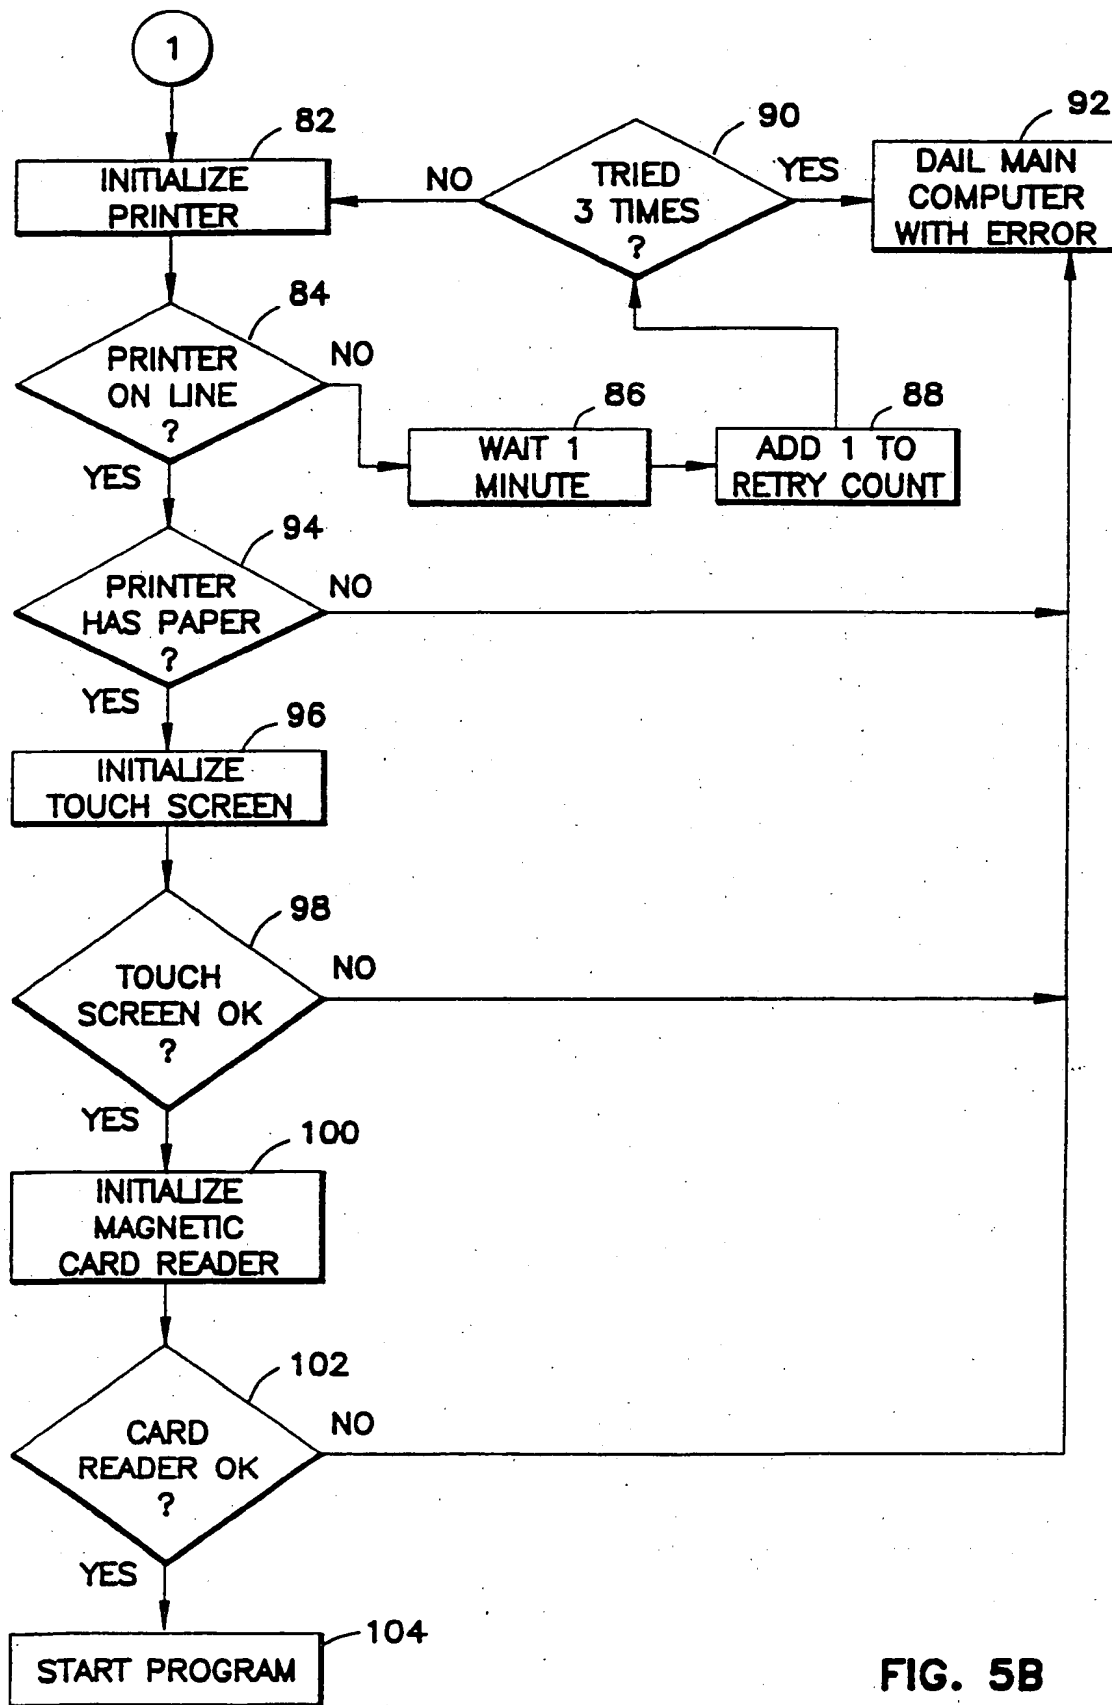 1
82
INITIALIZE
PRINTER
NO
TRIED
3 TIMES
?
90
YES
92
DAIL MAIN
COMPUTER
WITH ERROR
84
PRINTER
ON LINE
?
NO
YES
86
WAIT 1
MINUTE
88
ADD 1 TO
RETRY COUNT
94
PRINTER
HAS PAPER
?
NO
YES
96
INITIALIZE
TOUCH SCREEN
98
TOUCH
SCREEN OK
?
NO
YES
100
INITIALIZE
MAGNETIC
CARD READER
102
CARD
READER OK
?
NO
YES
104
START PROGRAM
FIG. 5B